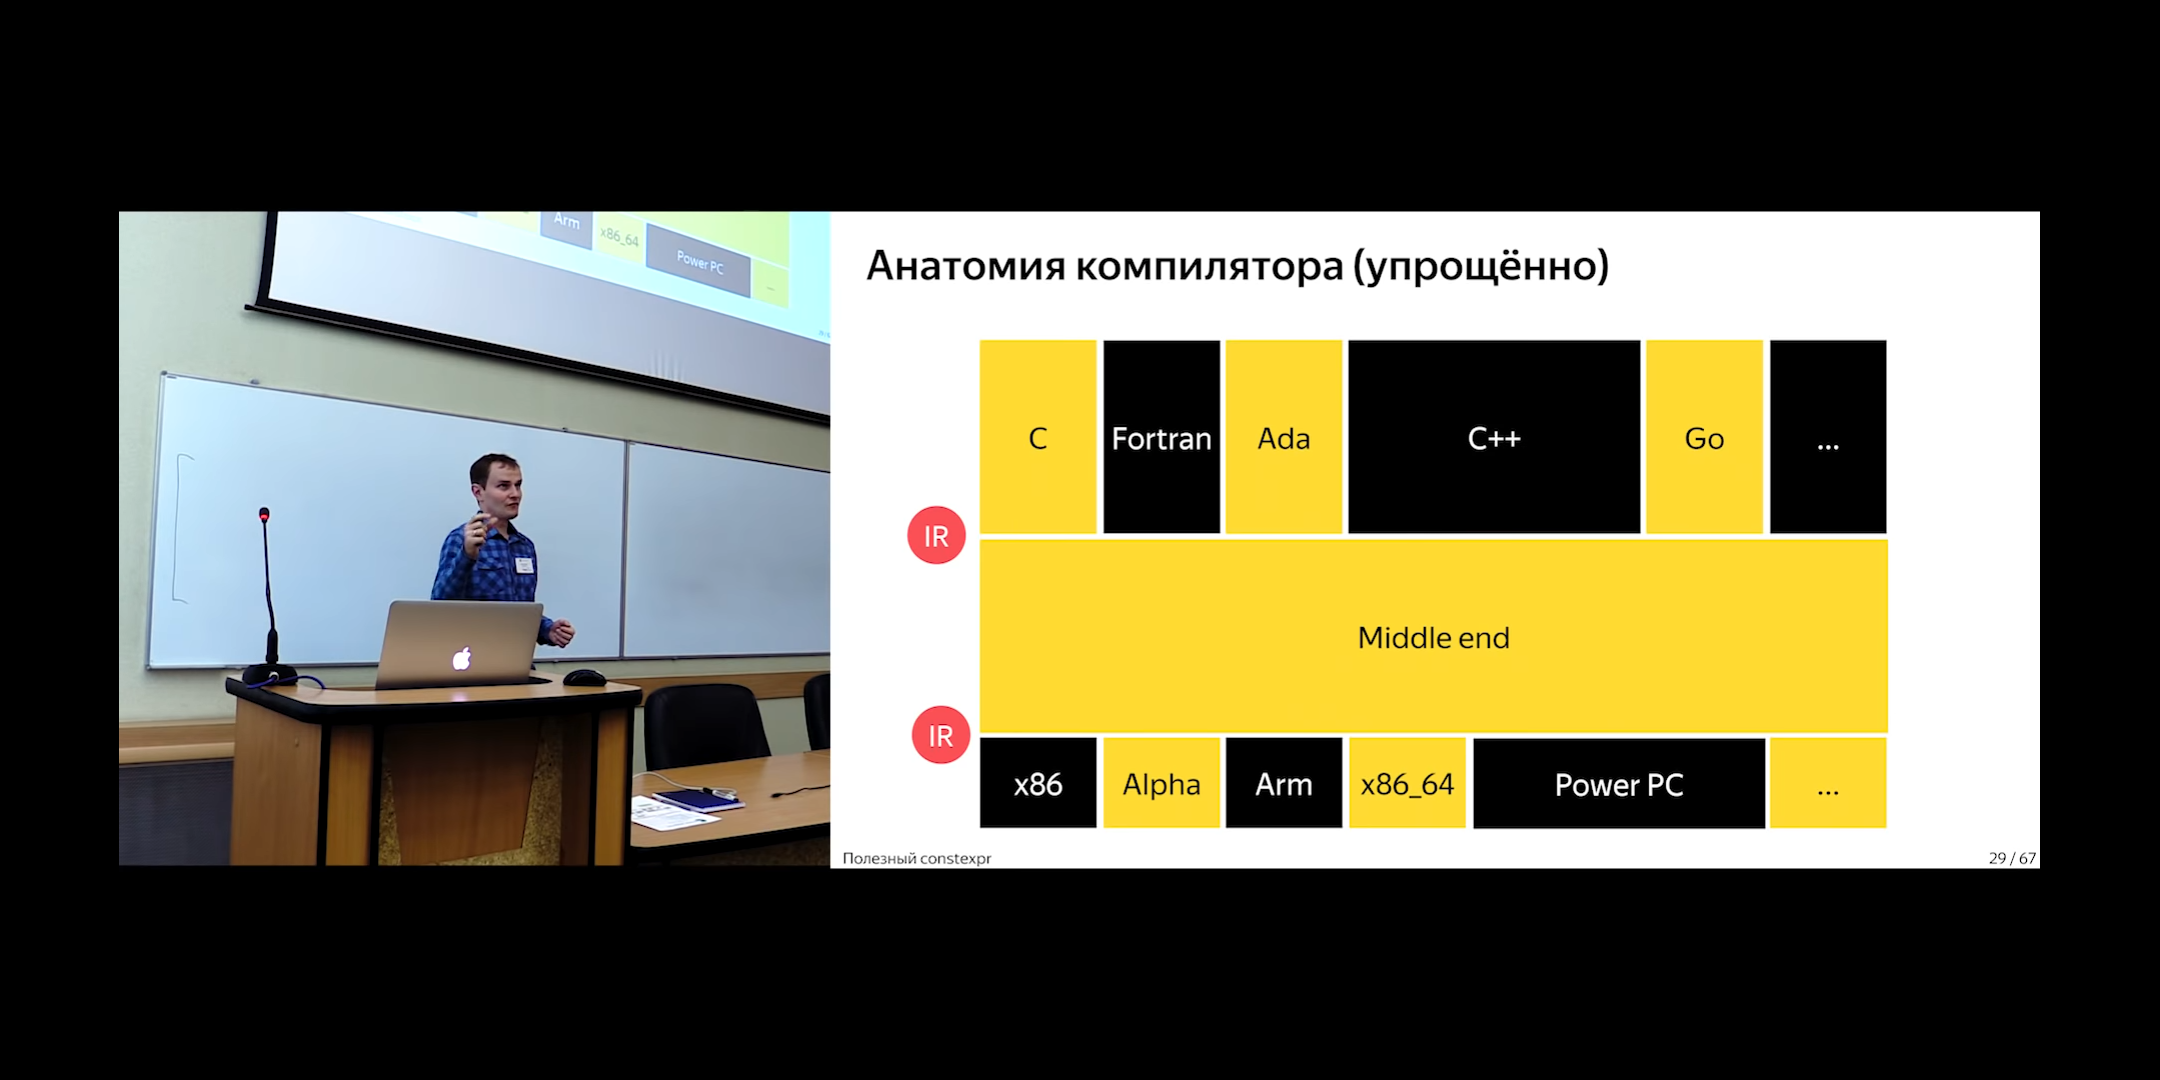 Arm
x86_64
Power PC
...
Анатомия компилятора (упрощённо)
C
Fortran
Ada
C++
Go
...
IR
Middle end
IR
x86
Alpha
Arm
x86_64
Power PC
...
Полезный constexpr
29 / 67